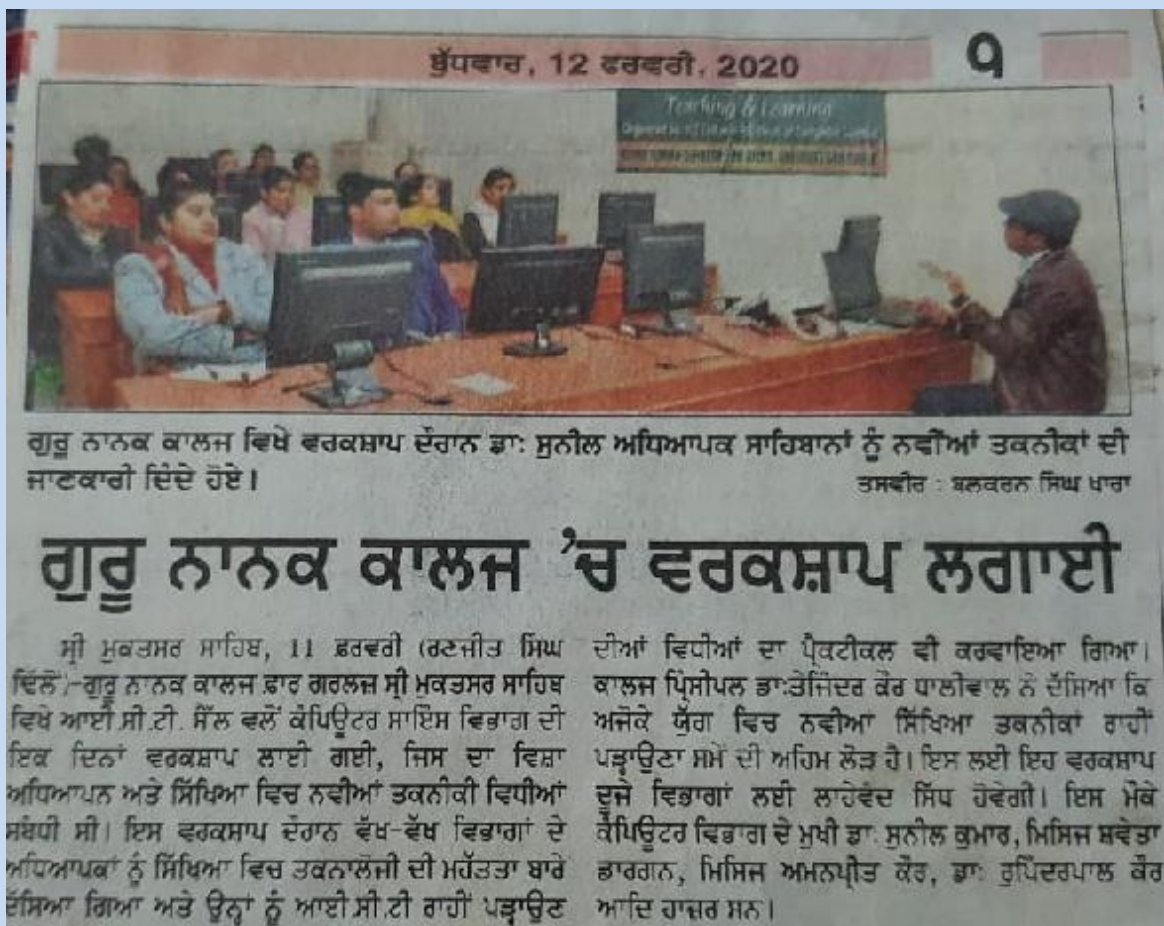 ਬੁੱਧਵਾਰ, 12 ਫਰਵਰੀ, 2020
੧
Teaching & Learning
ਗੁਰੂ ਨਾਨਕ ਕਾਲਜ ਵਿਖੇ ਵਰਕਸ਼ਾਪ ਦੌਰਾਨ ਡਾ: ਸੁਨੀਲ ਅਧਿਆਪਕ ਸਾਹਿਬਾਨਾਂ ਨੂੰ ਨਵੀਂਆਂ ਤਕਨੀਕਾਂ ਦੀ
ਜਾਣਕਾਰੀ ਦਿੰਦੇ ਹੋਏ।
ਤਸਵੀਰ : ਬਲਕਰਨ ਸਿੰਘ ਖਾਰਾ
ਗੁਰੂ ਨਾਨਕ ਕਾਲਜ 'ਚ ਵਰਕਸ਼ਾਪ ਲਗਾਈ
ਸ੍ਰੀ ਮੁਕਤਸਰ ਸਾਹਿਬ, 11 ਫ਼ਰਵਰੀ (ਰਣਜੀਤ ਸਿੰਘ
ਢਿੱਲੋਂ)-ਗੁਰੂ ਨਾਨਕ ਕਾਲਜ ਫ਼ਾਰ ਗਰਲਜ਼ ਸ੍ਰੀ ਮੁਕਤਸਰ ਸਾਹਿਬ
ਵਿਖੇ ਆਈ.ਸੀ.ਟੀ. ਸੈੱਲ ਵਲੋਂ ਕੰਪਿਊਟਰ ਸਾਇੰਸ ਵਿਭਾਗ ਦੀ
ਇਕ ਦਿਨਾਂ ਵਰਕਸ਼ਾਪ ਲਾਈ ਗਈ, ਜਿਸ ਦਾ ਵਿਸ਼ਾ
ਅਧਿਆਪਨ ਅਤੇ ਸਿੱਖਿਆ ਵਿਚ ਨਵੀਂਆਂ ਤਕਨੀਕੀ ਵਿਧੀਆਂ
ਸਬੰਧੀ ਸੀ। ਇਸ ਵਰਕਸ਼ਾਪ ਦੌਰਾਨ ਵੱਖ-ਵੱਖ ਵਿਭਾਗਾਂ ਦੇ
ਅਧਿਆਪਕਾਂ ਨੂੰ ਸਿੱਖਿਆ ਵਿਚ ਤਕਨਾਲੋਜੀ ਦੀ ਮਹੱਤਤਾ ਬਾਰੇ
ਦੱਸਿਆ ਗਿਆ ਅਤੇ ਉਨ੍ਹਾਂ ਨੂੰ ਆਈ.ਸੀ.ਟੀ ਰਾਹੀਂ ਪੜ੍ਹਾਉਣ
ਦੀਆਂ ਵਿਧੀਆਂ ਦਾ ਪ੍ਰੈਕਟੀਕਲ ਵੀ ਕਰਵਾਇਆ ਗਿਆ।
ਕਾਲਜ ਪ੍ਰਿੰਸੀਪਲ ਡਾ:ਤੇਜਿੰਦਰ ਕੌਰ ਧਾਲੀਵਾਲ ਨੇ ਦੱਸਿਆ ਕਿ
ਅਜੋਕੇ ਯੁੱਗ ਵਿਚ ਨਵੀਆਂ ਸਿੱਖਿਆ ਤਕਨੀਕਾਂ ਰਾਹੀਂ
ਪੜ੍ਹਾਉਣਾ ਸਮੇਂ ਦੀ ਅਹਿਮ ਲੋੜ ਹੈ। ਇਸ ਲਈ ਇਹ ਵਰਕਸ਼ਾਪ
ਦੂਜੇ ਵਿਭਾਗਾਂ ਲਈ ਲਾਹੇਵੰਦ ਸਿੱਧ ਹੋਵੇਗੀ। ਇਸ ਮੌਕੇ
ਕੰਪਿਊਟਰ ਵਿਭਾਗ ਦੇ ਮੁਖੀ ਡਾ: ਸੁਨੀਲ ਕੁਮਾਰ, ਮਿਸਿਜ ਸ਼ਵੇਤਾ
ਡਾਰਗਨ, ਮਿਸਿਜ ਅਮਨਪ੍ਰੀਤ ਕੌਰ, ਡਾ: ਰੁਪਿੰਦਰਪਾਲ ਕੌਰ
ਆਦਿ ਹਾਜ਼ਰ ਸਨ।